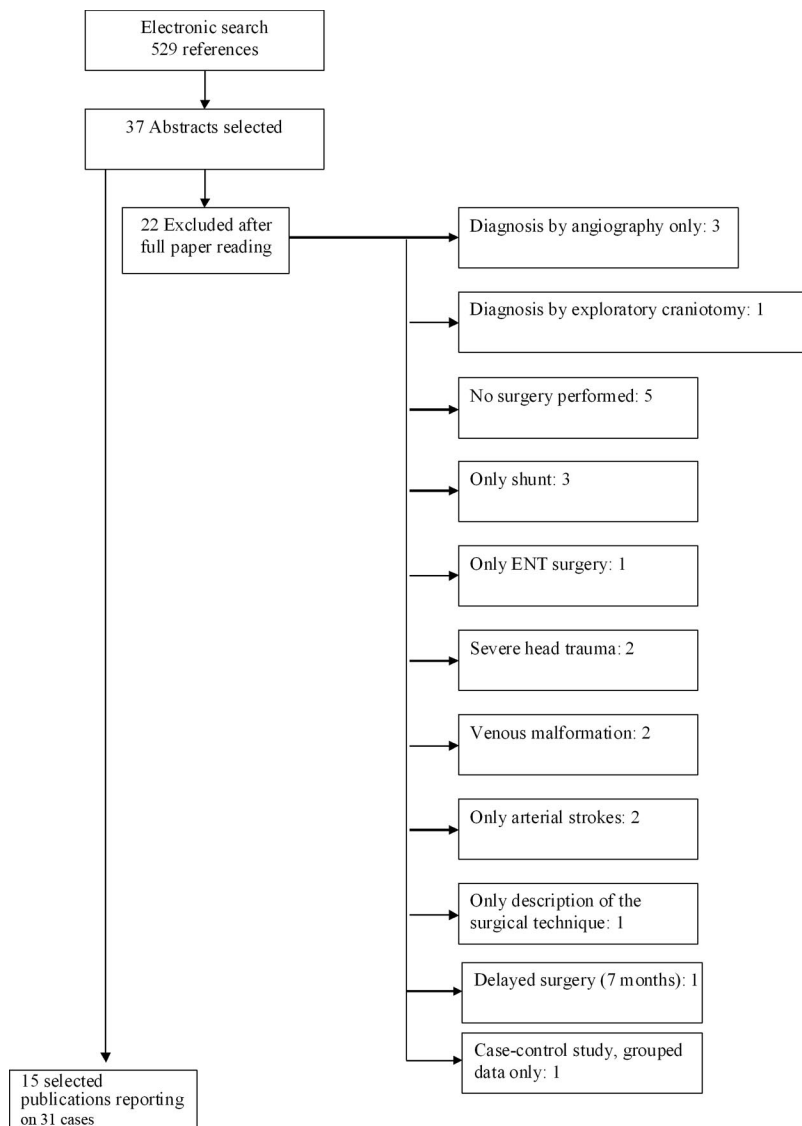 Electronic search
529 references
37 Abstracts selected
22 Excluded after
full paper reading
Diagnosis by angiography only: 3
Diagnosis by exploratory craniotomy: 1
No surgery performed: 5
Only shunt: 3
Only ENT surgery: 1
Severe head trauma: 2
Venous malformation: 2
Only arterial strokes: 2
Only description of the
surgical technique: 1
Delayed surgery (7 months): 1
Case-control study, grouped
data only: 1
15 selected
publications reporting
on 31 cases